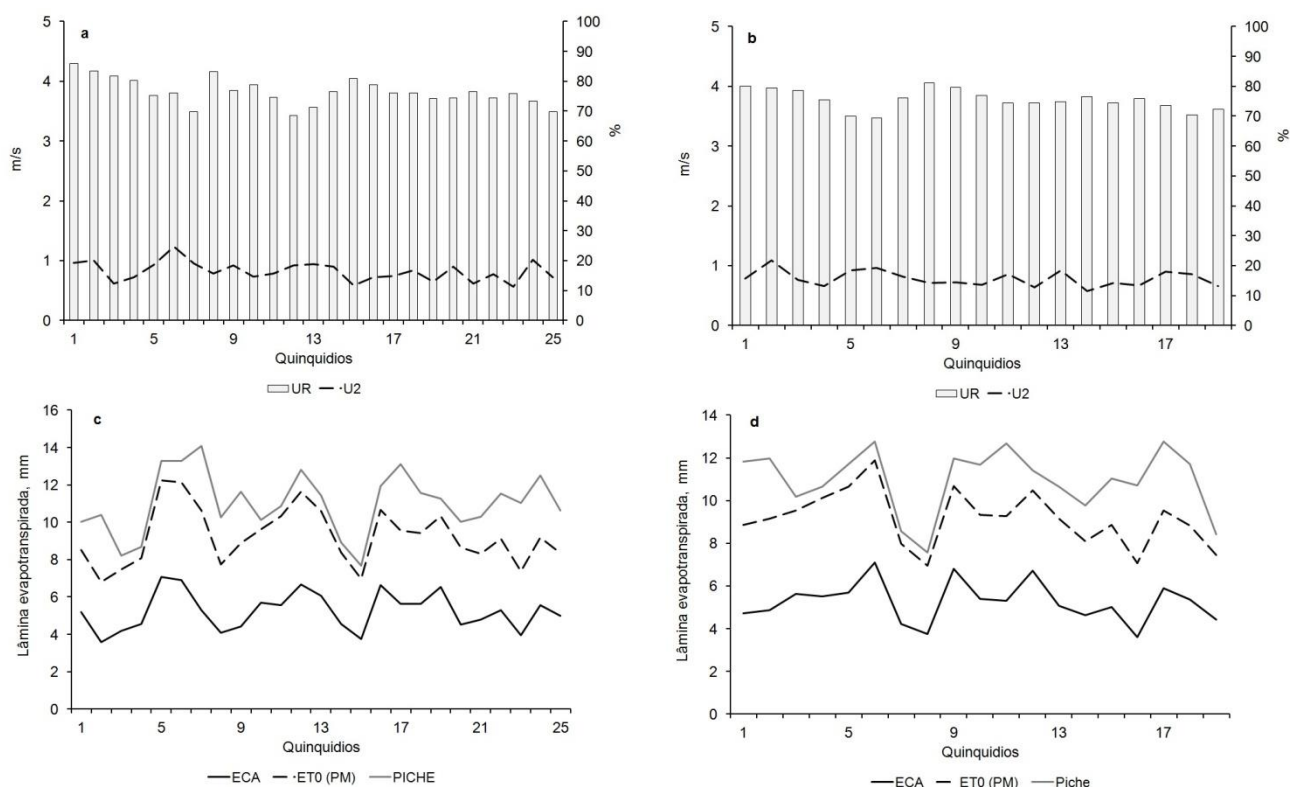 a
5
4
3
2
1
0
m/s
100
90
80
70
60
50
40
30
20
10
0
%
1 5 9 13 17 21 25
Quinquidios
UR U2
b
5
4
3
2
1
0
m/s
100
90
80
70
60
50
40
30
20
10
0
%
1 5 9 13 17
Quinquidios
UR U2
c
16
14
12
10
8
6
4
2
0
Lâmina evapotranspirada, mm
1 5 9 13 17 21 25
Quinquidios
ECA ET0 (PM) PICHE
d
14
12
10
8
6
4
2
0
Lâmina evapotranspirada, mm
1 5 9 13 17
Quinquidios
ECA ET0 (PM) Piche